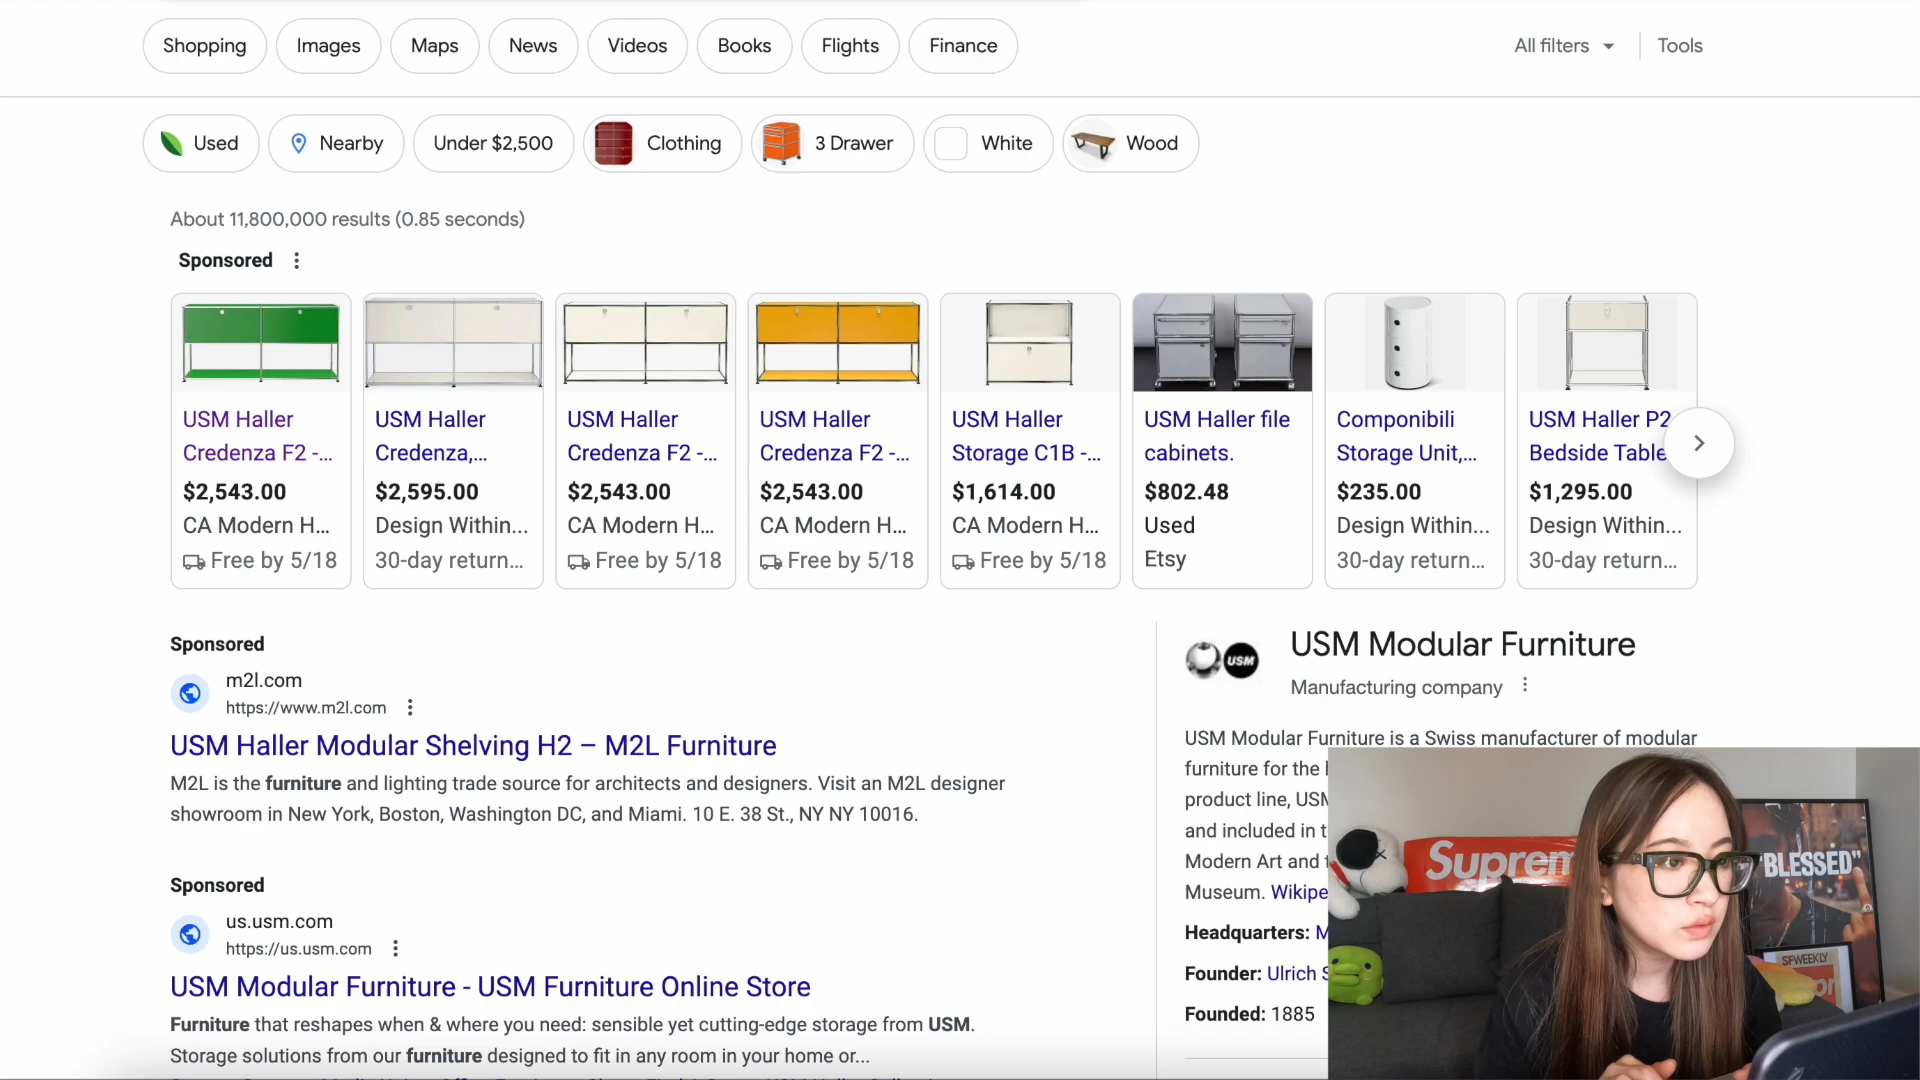 Shopping
Images
Maps
News
Videos
Books
Flights
Finance
All filters
Tools
Used
Nearby
Under $2,500
Clothing
3 Drawer
White
Wood
About 11,800,000 results (0.85 seconds)
Sponsored
USM Haller
Credenza F2 -...
$2,543.00
CA Modern H...
Free by 5/18
USM Haller
Credenza,...
$2,595.00
Design Within...
30-day return...
USM Haller
Credenza F2 -...
$2,543.00
CA Modern H...
Free by 5/18
USM Haller
Credenza F2 -...
$2,543.00
CA Modern H...
Free by 5/18
USM Haller
Storage C1B -...
$1,614.00
CA Modern H...
Free by 5/18
USM Haller file
cabinets.
$802.48
Used
Etsy
Componibili
Storage Unit,...
$235.00
Design Within...
30-day return...
USM Haller P2
Bedside Table
$1,295.00
Design Within...
30-day return...
Sponsored
m2l.com
https://www.m2l.com
USM Haller Modular Shelving H2 – M2L Furniture
M2L is the furniture and lighting trade source for architects and designers. Visit an M2L designer
showroom in New York, Boston, Washington DC, and Miami. 10 E. 38 St., NY NY 10016.
Sponsored
us.usm.com
https://us.usm.com
USM Modular Furniture - USM Furniture Online Store
Furniture that reshapes when & where you need: sensible yet cutting-edge storage from USM.
Storage solutions from our furniture designed to fit in any room in your home or...
USM
USM Modular Furniture
Manufacturing company
USM Modular Furniture is a Swiss manufacturer of modular
furniture for the
product line, USM
and included in t
Modern Art and t
Museum. Wikipe
Headquarters: M
Founder: Ulrich S
Founded: 1885
Suprem
"BLESSED"
SFWEEKLY